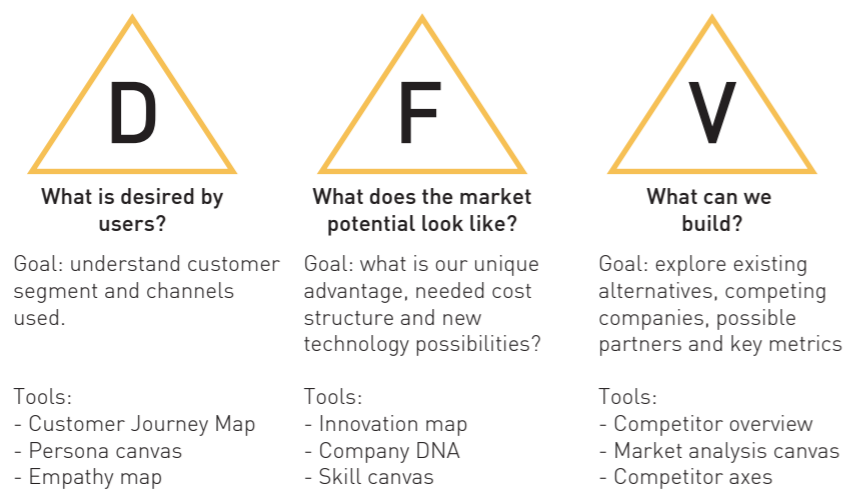 D
What is desired by
users?
Goal: understand customer
segment and channels
used.
Tools:
- Customer Journey Map
- Persona canvas
- Empathy map
F
What does the market
potential look like?
Goal: what is our unique
advantage, needed cost
structure and new
technology possibilities?
Tools:
- Innovation map
- Company DNA
- Skill canvas
V
What can we
build?
Goal: explore existing
alternatives, competing
companies, possible
partners and key metrics
Tools:
- Competitor overview
- Market analysis canvas
- Competitor axes